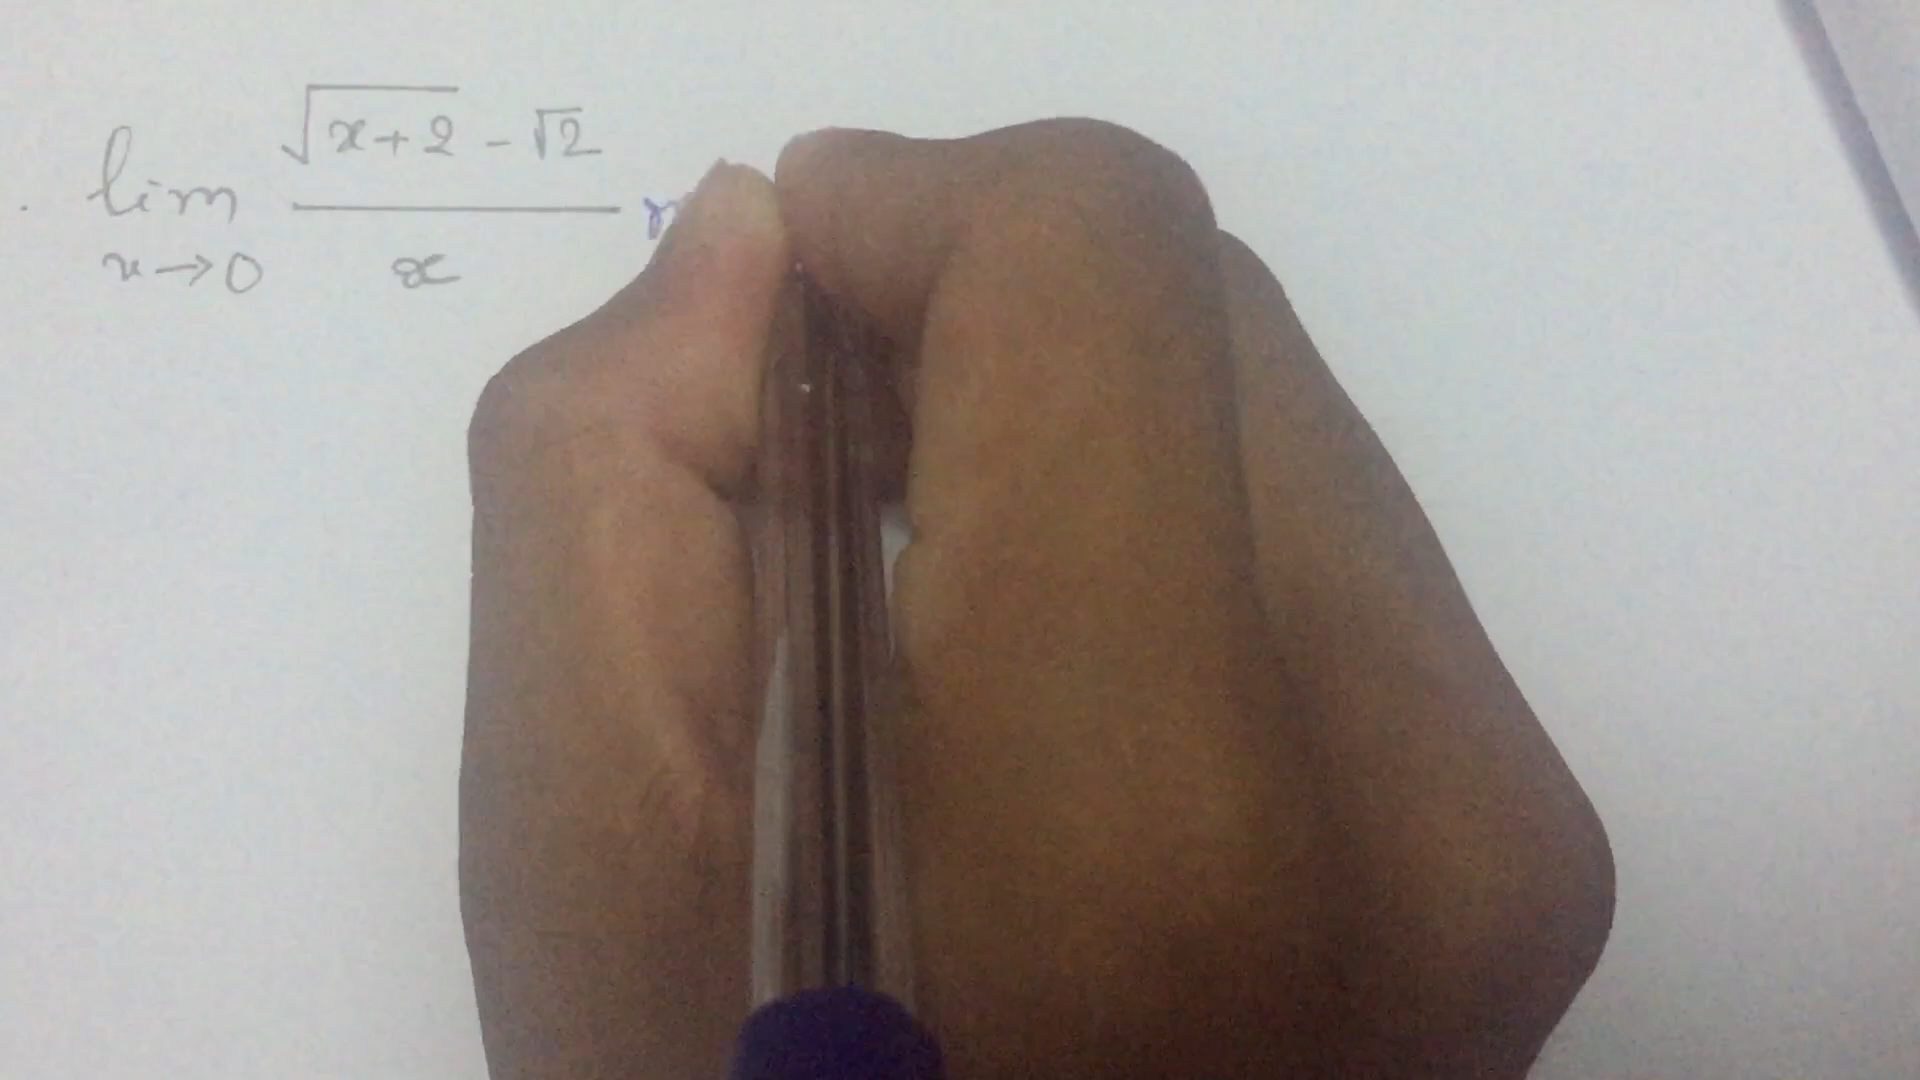 lim x→0 (√(x+2) - √2)/x